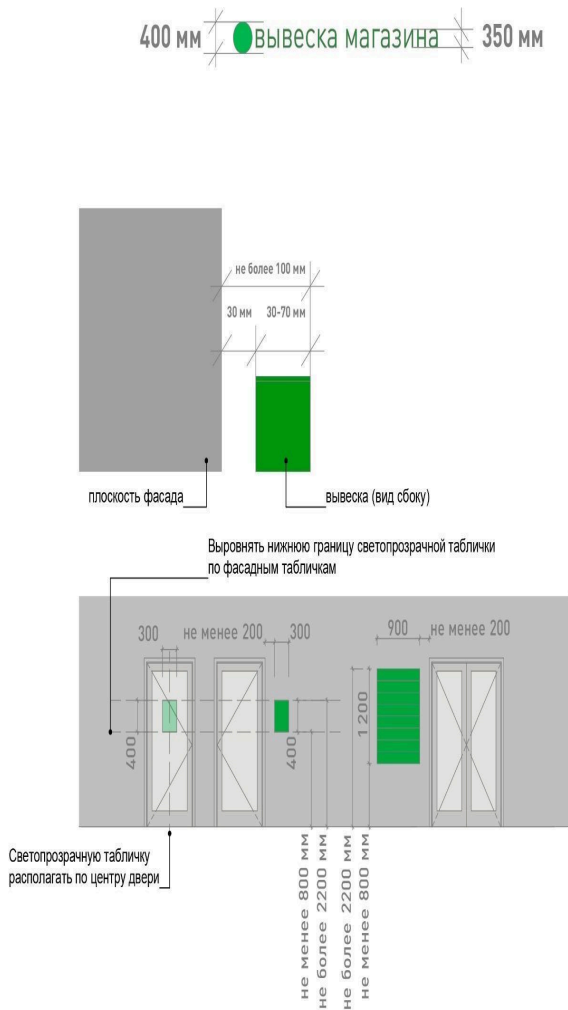 400 мм
вывеска магазина
350 мм
не более 100 мм
30 мм
30-70 мм
плоскость фасада
вывеска (вид сбоку)
Выровнять нижнюю границу светопрозрачной таблички
по фасадным табличкам
300
не менее 200
300
900
не менее 200
400
400
1200
Светопрозрачную табличку
располагать по центру двери
не менее 800 мм
не более 2200 мм
не более 2200 мм
не менее 800 мм